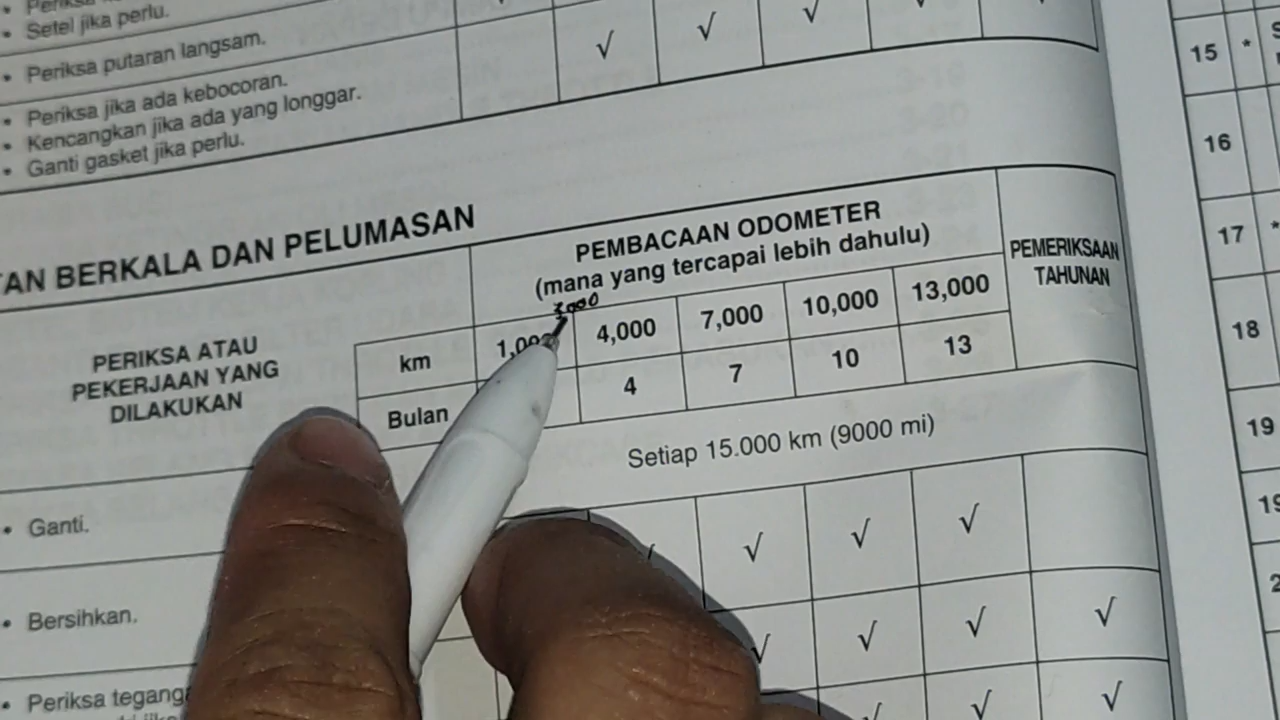 • Setel jika perlu.
• Periksa putaran langsam. √ √ √
• Periksa jika ada kebocoran.
• Kencangkan jika ada yang longgar.
• Ganti gasket jika perlu.
BERKALA DAN PELUMASAN
PERIKSA ATAU
PEKERJAAN YANG
DILAKUKAN
PEMBACAAN ODOMETER
(mana yang tercapai lebih dahulu)
PEMERIKSAAN
TAHUNAN
3000
km 4,000 7,000 10,000 13,000
Bulan 4 7 10 13
Setiap 15.000 km (9000 mi)
• Ganti. √ √ √
• Bersihkan. √ √ √ √
• Periksa √ √
15 *
16
17 *
18
19